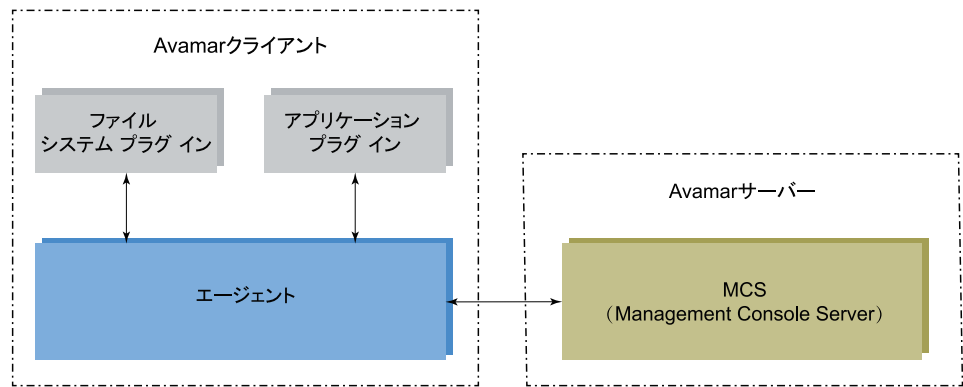 Avamarクライアント
ファイル
システム プラグ イン
アプリケーション
プラグ イン
エージェント
Avamarサーバー
MCS
（Management Console Server）